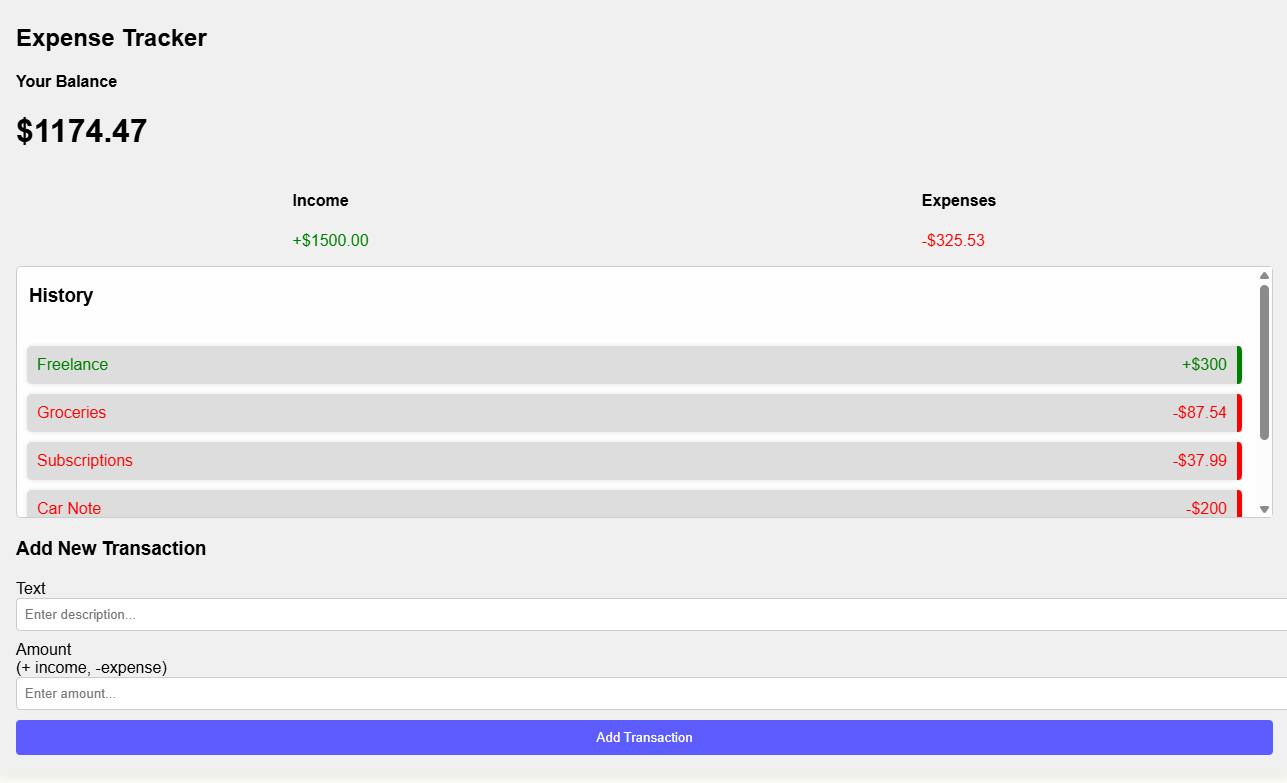 Expense Tracker
Your Balance
$1174.47
Income
Expenses
+$1500.00
-$325.53
History
Freelance +$300
Groceries -$87.54
Subscriptions -$37.99
Car Note -$200
Add New Transaction
Text
Enter description...
Amount
(+ income, -expense)
Enter amount...
Add Transaction